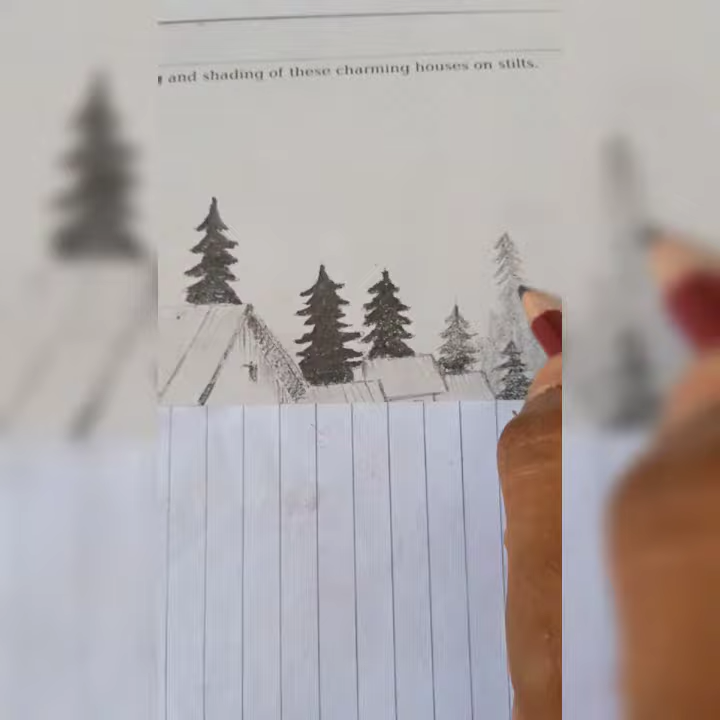 and shading of these charming houses on stilts.